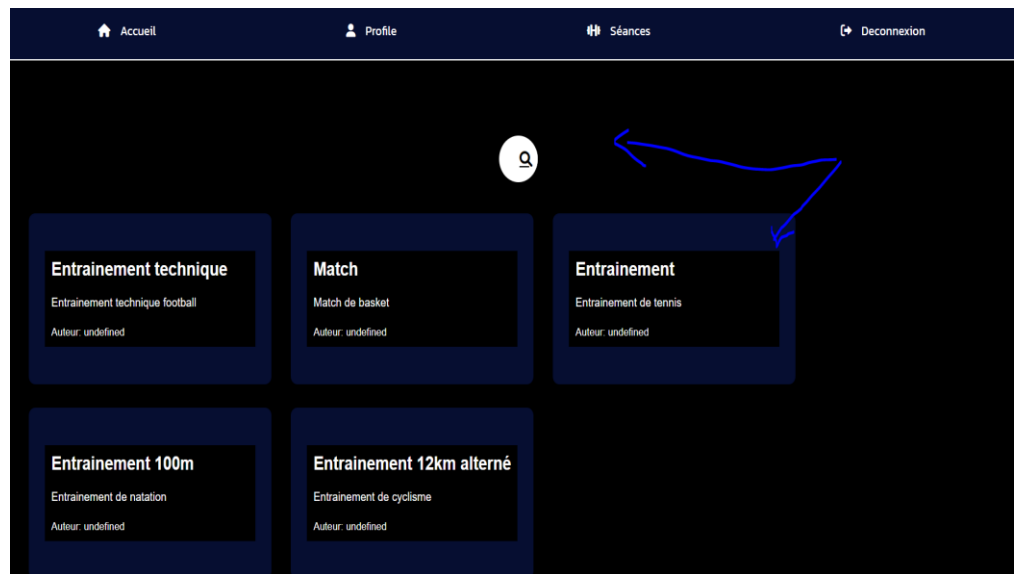 Accueil Profile Séances Deconnexion
Entrainement technique
Entrainement technique football
Auteur: undefined
Match
Match de basket
Auteur: undefined
Entrainement
Entrainement de tennis
Auteur: undefined
Entrainement 100m
Entrainement de natation
Auteur: undefined
Entrainement 12km alterné
Entrainement de cyclisme
Auteur: undefined